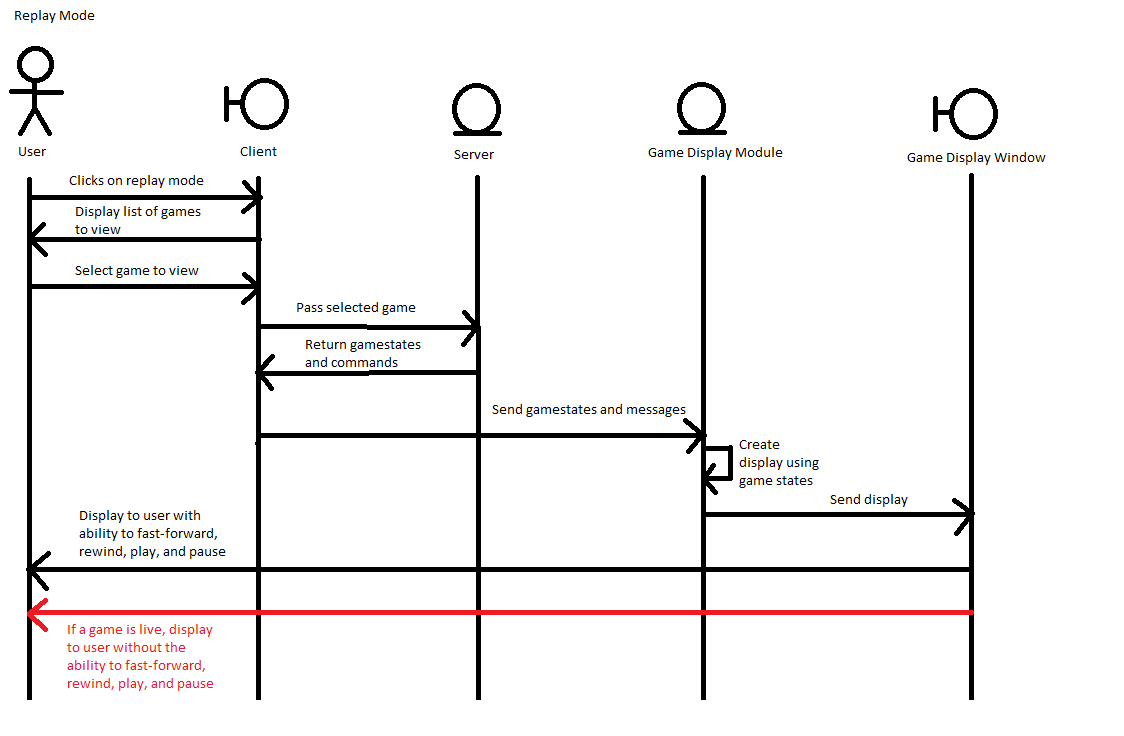 Replay Mode
User
Client
Server
Game Display Module
Game Display Window
Clicks on replay mode
Display list of games
to view
Select game to view
Pass selected game
Return gamestates
and commands
Send gamestates and messages
Create
display using
game states
Send display
Display to user with
ability to fast-forward,
rewind, play, and pause
If a game is live, display
to user without the
ability to fast-forward,
rewind, play, and pause